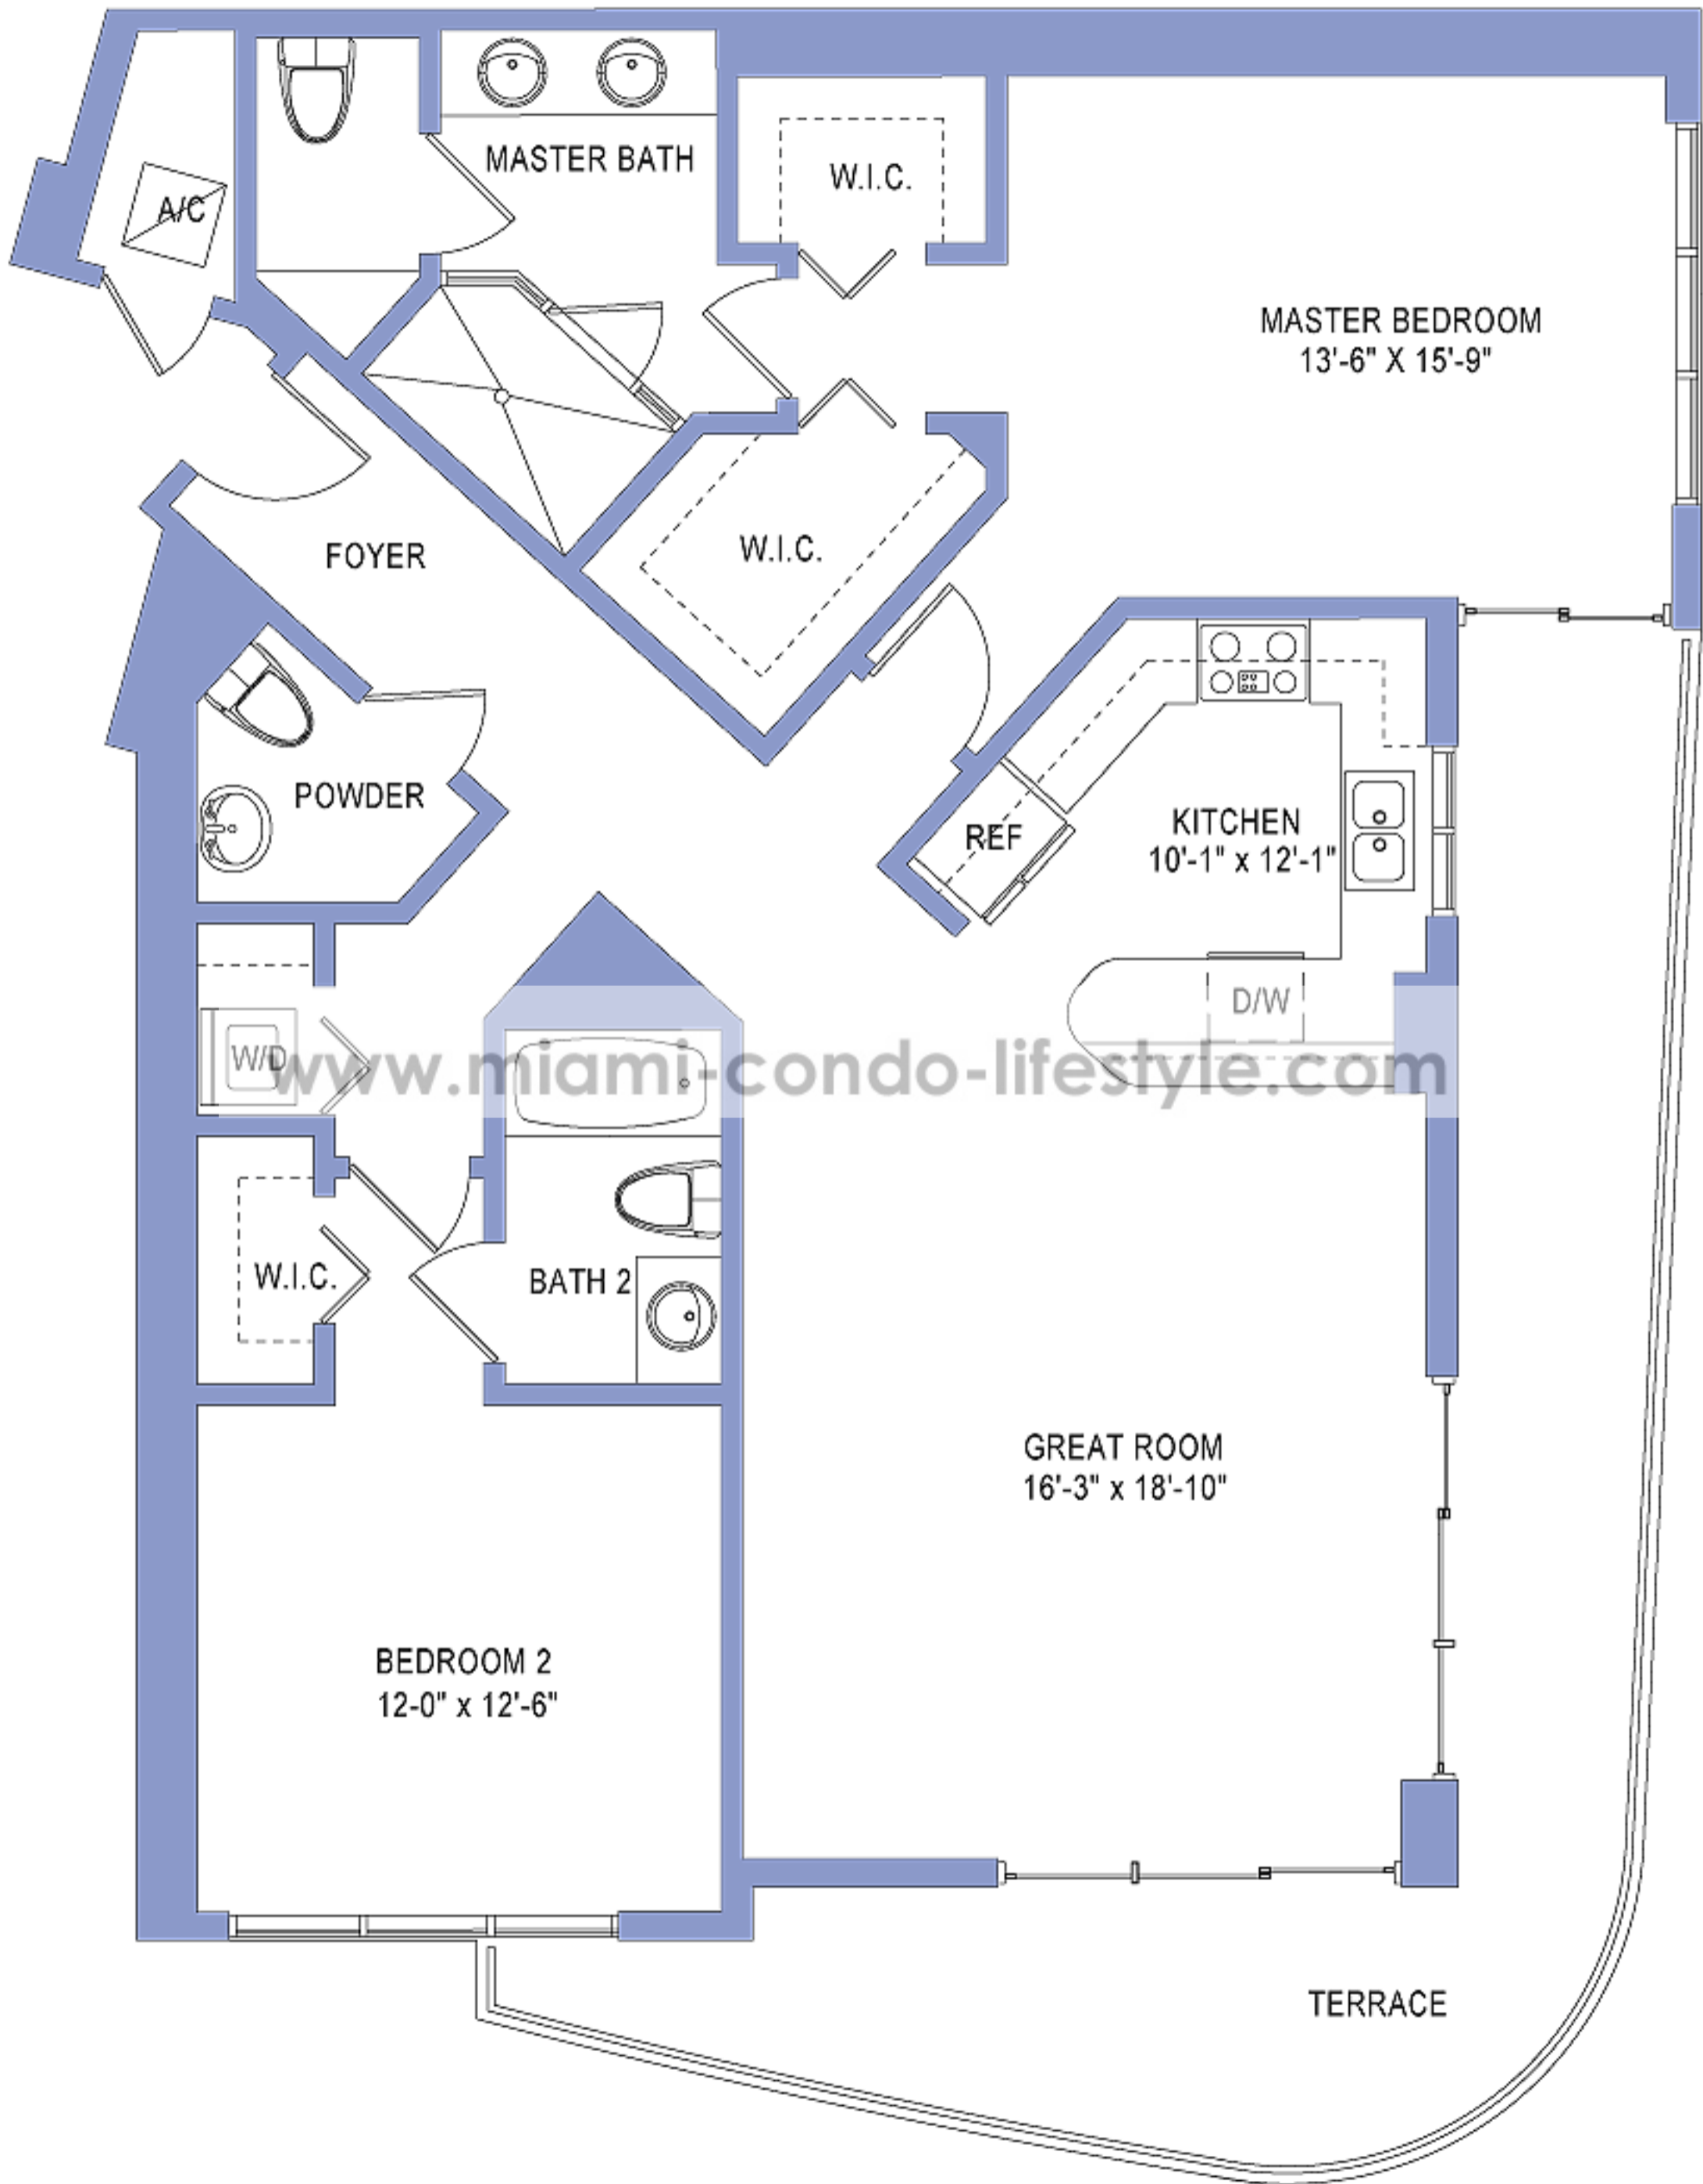 MASTER BATH
W.I.C.
A/C
MASTER BEDROOM
13'-6" X 15'-9"
FOYER
W.I.C.
POWDER
REF
KITCHEN
10'-1" x 12'-1"
D/W
W/D
www.miami-condo-lifestyle.com
W.I.C.
BATH 2
GREAT ROOM
16'-3" x 18'-10"
BEDROOM 2
12-0" x 12'-6"
TERRACE